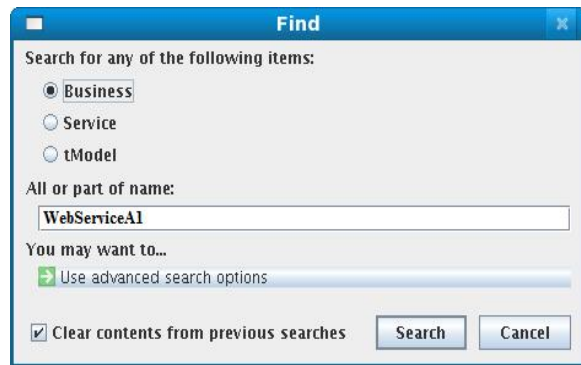 Find
Search for any of the following items:
Business
Service
tModel
All or part of name:
WebServiceA1
You may want to...
Use advanced search options
Clear contents from previous searches
Search Cancel